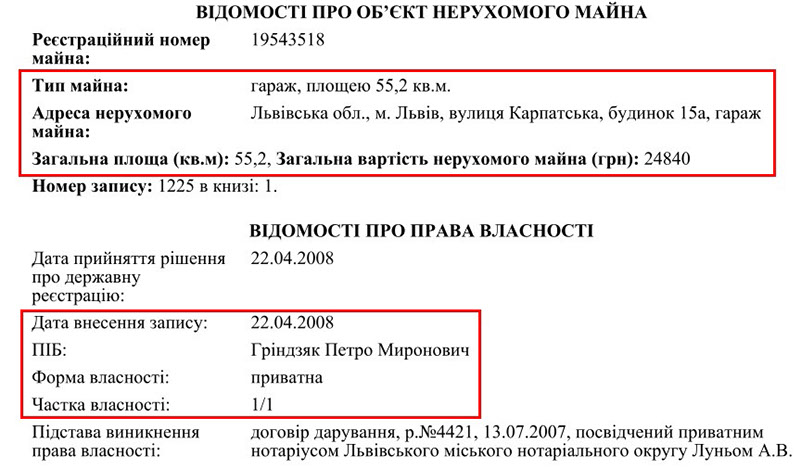 ВІДОМОСТІ ПРО ОБ’ЄКТ НЕРУХОМОГО МАЙНА
Реєстраційний номер майна: 19543518
Тип майна: гараж, площею 55,2 кв.м.
Адреса нерухомого майна: Львівська обл., м. Львів, вулиця Карпатська, будинок 15а, гараж
Загальна площа (кв.м): 55,2, Загальна вартість нерухомого майна (грн): 24840
Номер запису: 1225 в книзі: 1.
ВІДОМОСТІ ПРО ПРАВА ВЛАСНОСТІ
Дата прийняття рішення про державну реєстрацію: 22.04.2008
Дата внесення запису: 22.04.2008
ПІБ: Гріндзяк Петро Миронович
Форма власності: приватна
Частка власності: 1/1
Підстава виникнення права власності: договір дарування, р.№4421, 13.07.2007, посвідчений приватним нотаріусом Львівського міського нотаріального округу Луньом А.В.